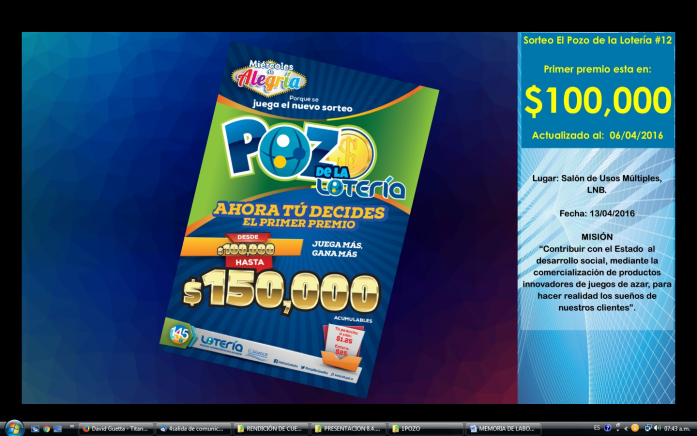 Miércoles
de
Alegría
Porque se
juega el nuevo sorteo
POZO
DE LA
LOTERÍA
AHORA TÚ DECIDES
EL PRIMER PREMIO
DESDE
$100,000
HASTA
JUEGA MÁS,
GANA MÁS
$150,000
ACUMULABLES
145
LOTERÍA
$1.25
$25
Sorteo El Pozo de la Lotería #12
Primer premio esta en:
$100,000
Actualizado al: 06/04/2016
Lugar: Salón de Usos Múltiples,
LNB.
Fecha: 13/04/2016
MISIÓN
“Contribuir con el Estado al
desarrollo social, mediante la
comercialización de productos
innovadores de juegos de azar, para
hacer realidad los sueños de
nuestros clientes”.
David Guetta - Titan...
4salida de comunic...
RENDICIÓN DE CUE...
PRESENTACION 8.4....
1POZO
MEMORIA DE LABO...
ES
07:43 a.m.